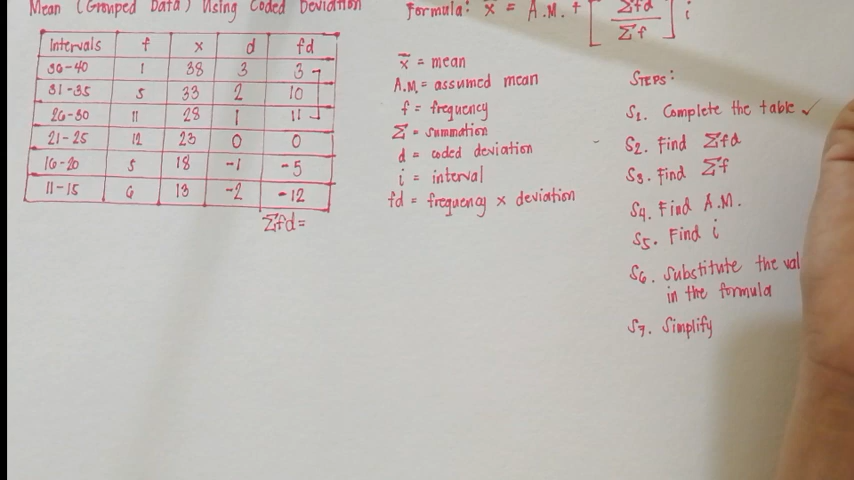 Mean (Grouped Data) Using Coded Deviation
Formula: x̄ = A.M. + [Σfd / Σf] i
Intervals f x d fd
36-40 1 38 3 3
31-35 5 33 2 10
26-30 11 28 1 11
21-25 12 23 0 0
16-20 5 18 -1 -5
11-15 6 13 -2 -12
Σfd =
x̄ = mean
A.M. = assumed mean
f = frequency
Σ = summation
d = coded deviation
i = interval
fd = frequency x deviation
STEPS:
S1. Complete the table ✓
S2. Find Σfd
S3. Find Σf
S4. Find A.M.
S5. Find i
S6. Substitute the val
in the formula
S7. Simplify